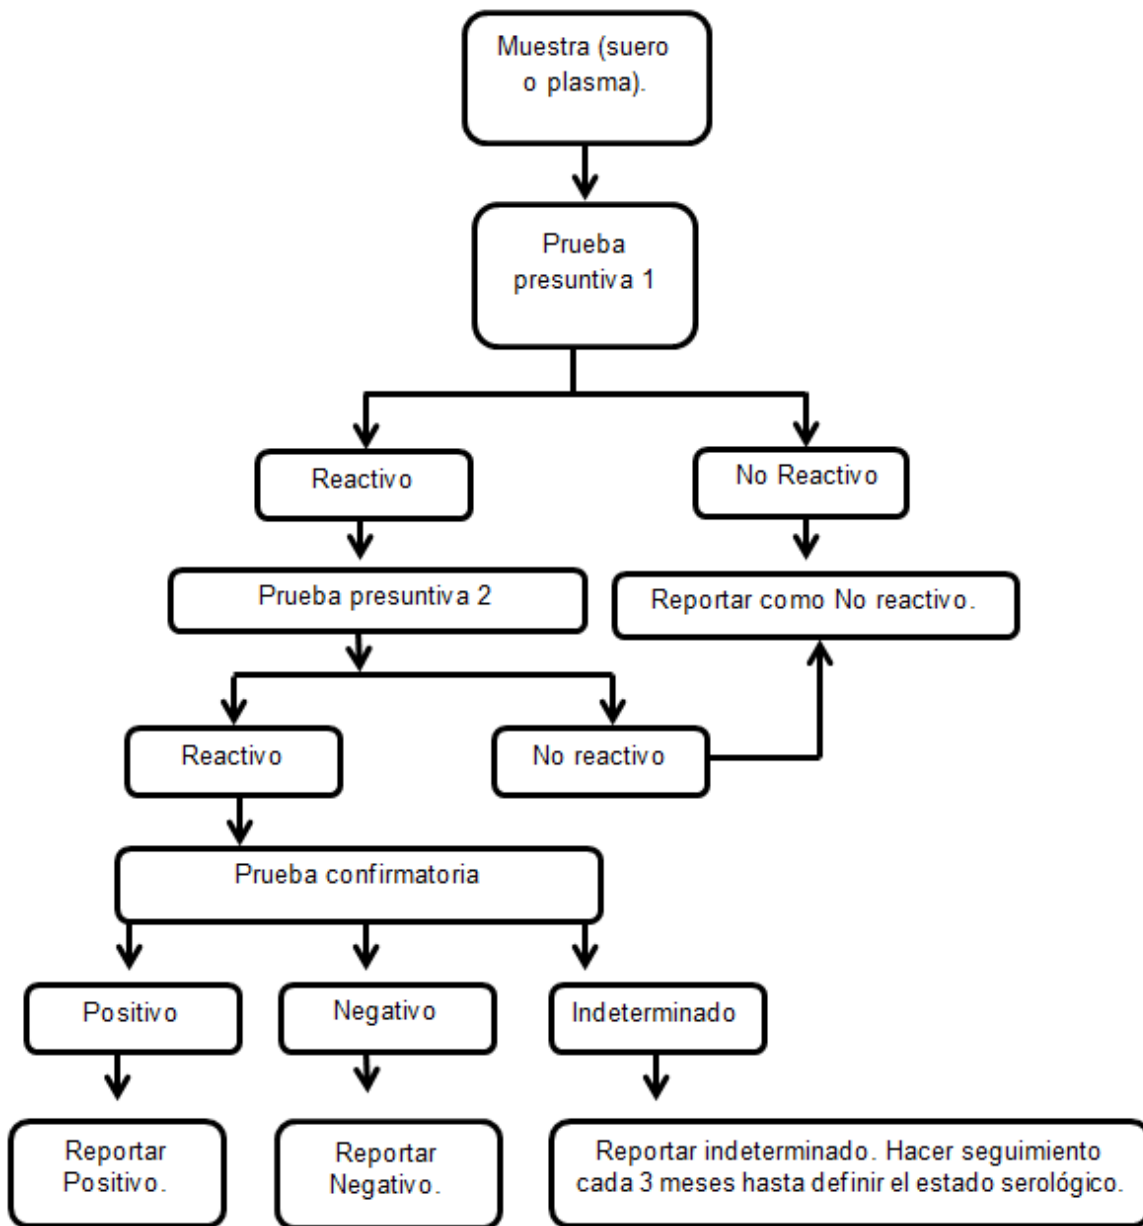 Muestra (suero
o plasma).
Prueba
presuntiva 1
Reactivo
No Reactivo
Prueba presuntiva 2
Reportar como No reactivo.
Reactivo
No reactivo
Prueba confirmatoria
Positivo
Negativo
Indeterminado
Reportar
Positivo.
Reportar
Negativo.
Reportar indeterminado. Hacer seguimiento
cada 3 meses hasta definir el estado serológico.